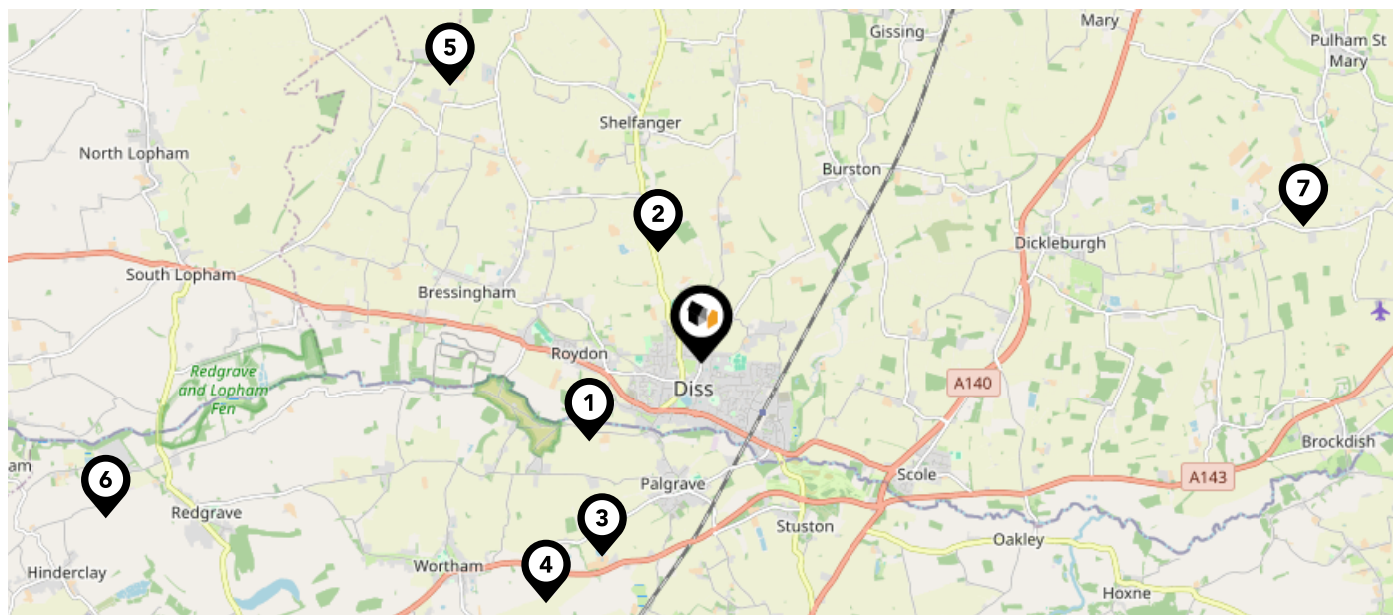 Gissing
Mary
Pulham St
Mary
5
Shelfanger
North Lopham
Burston
7
2
Dickleburgh
South Lopham
Bressingham
Roydon
Redgrave
and Lopham
Fen
Diss
A140
1
Brockdish
am
6
Palgrave
Scole
A143
Redgrave
3
Stuston
Oakley
4
Wortham
Hinderclay
Hoxne